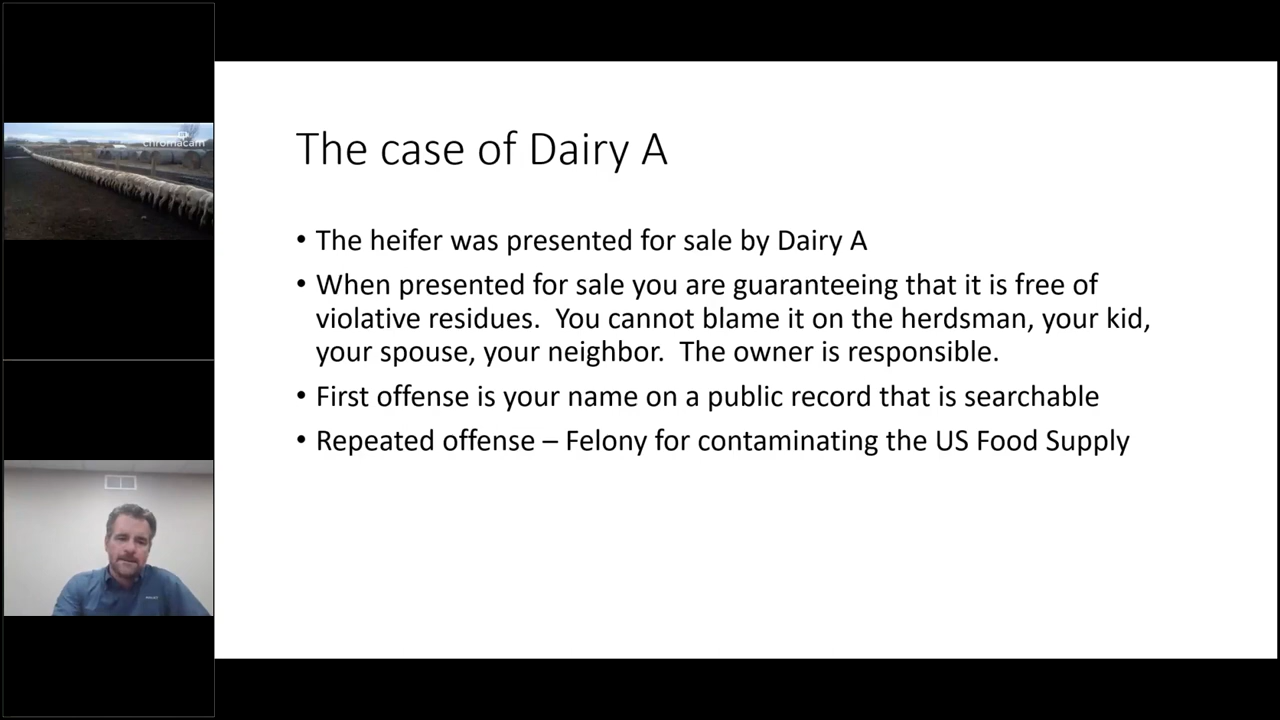 chromacam
The case of Dairy A
• The heifer was presented for sale by Dairy A
• When presented for sale you are guaranteeing that it is free of
violative residues.  You cannot blame it on the herdsman, your kid,
your spouse, your neighbor.  The owner is responsible.
• First offense is your name on a public record that is searchable
• Repeated offense – Felony for contaminating the US Food Supply